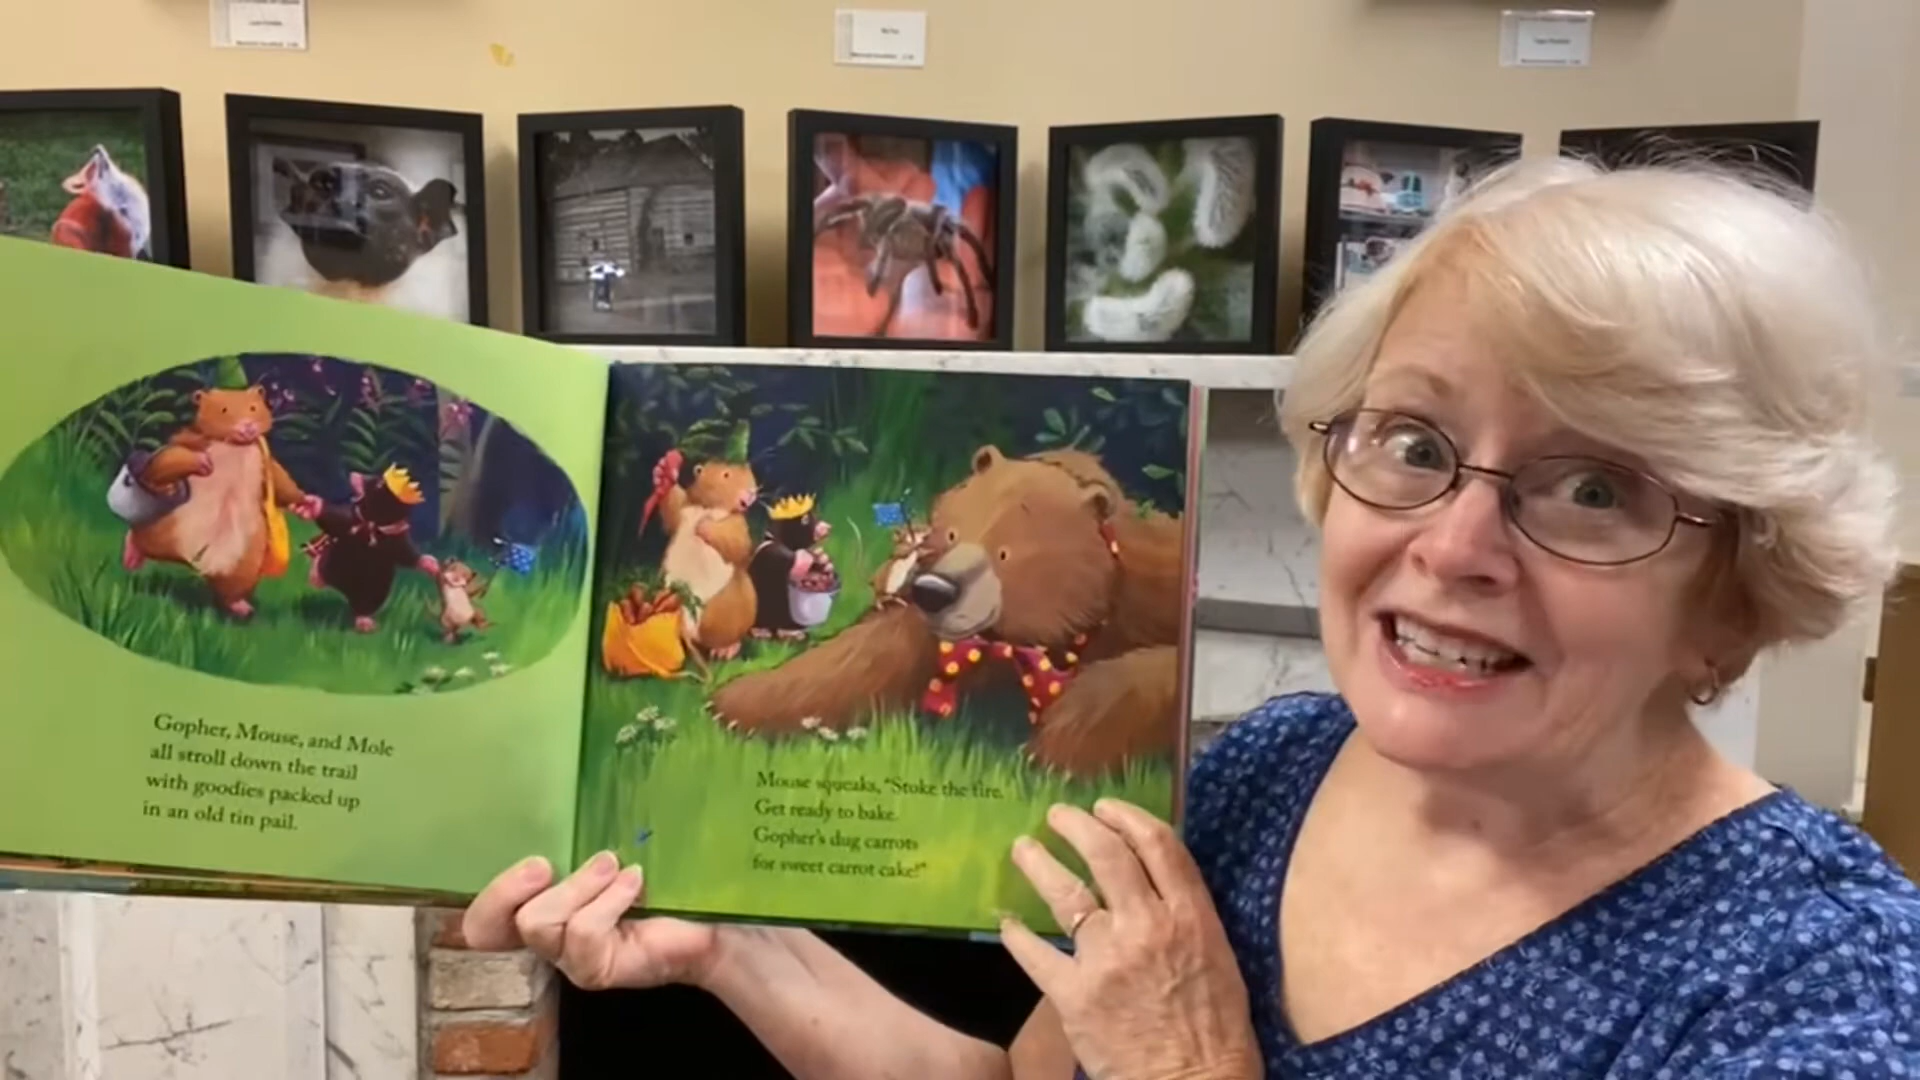 Gopher, Mouse, and Mole
all stroll down the trail
with goodies packed up
in an old tin pail.
Mouse squeaks, "Stoke the fire.
Get ready to bake.
Gopher's dug carrots
for sweet carrot cake!"